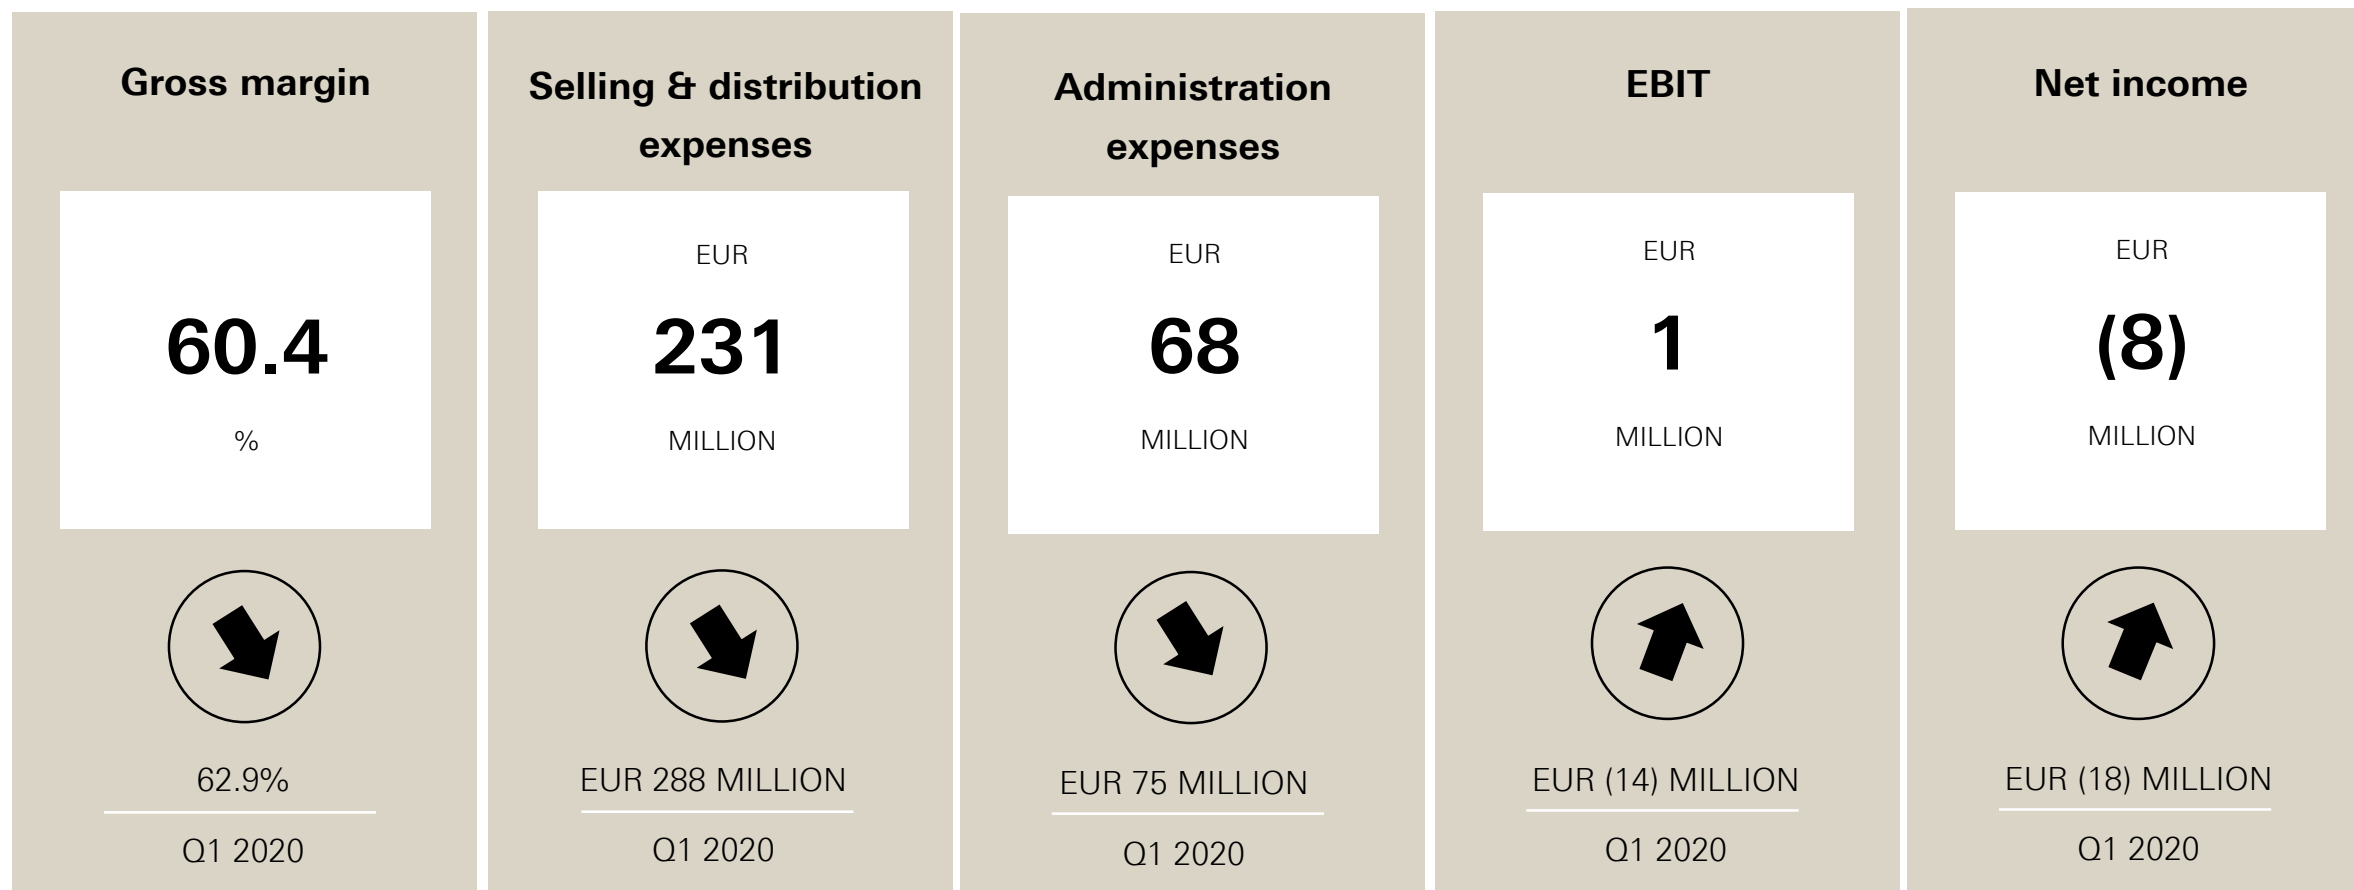 Gross margin
60.4
%
62.9%
Q1 2020
Selling & distribution
expenses
EUR
231
MILLION
EUR 288 MILLION
Q1 2020
Administration
expenses
EUR
68
MILLION
EUR 75 MILLION
Q1 2020
EBIT
EUR
1
MILLION
EUR (14) MILLION
Q1 2020
Net income
EUR
(8)
MILLION
EUR (18) MILLION
Q1 2020